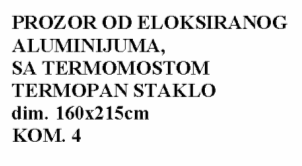 PROZOR OD ELOKSIRANOG
ALUMINIJUMA,
SA TERMOMOSTOM
TERMOPAN STAKLO
dim. 160x215cm
KOM. 4